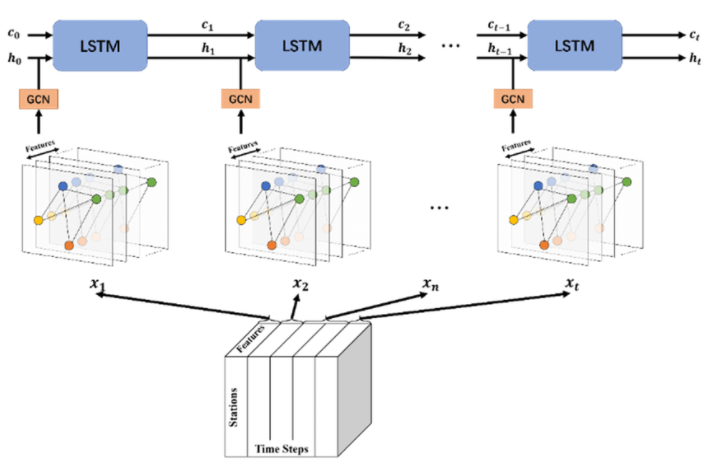 c₀ LSTM c₁ LSTM c₂ cₜ₋₁ LSTM cₜ
h₀ h₁ h₂ ... hₜ₋₁ hₜ
GCN GCN GCN
Features Features Features
...
x₁ x₂ xₙ xₜ
Features
Stations
Time Steps